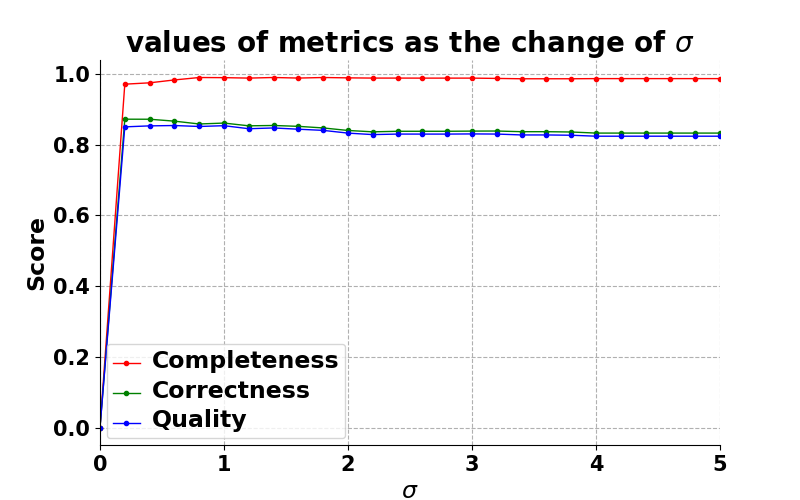 values of metrics as the change of σ
Score
1.0
0.8
0.6
0.4
0.2
0.0
Completeness
Correctness
Quality
0 1 2 3 4 5
σ